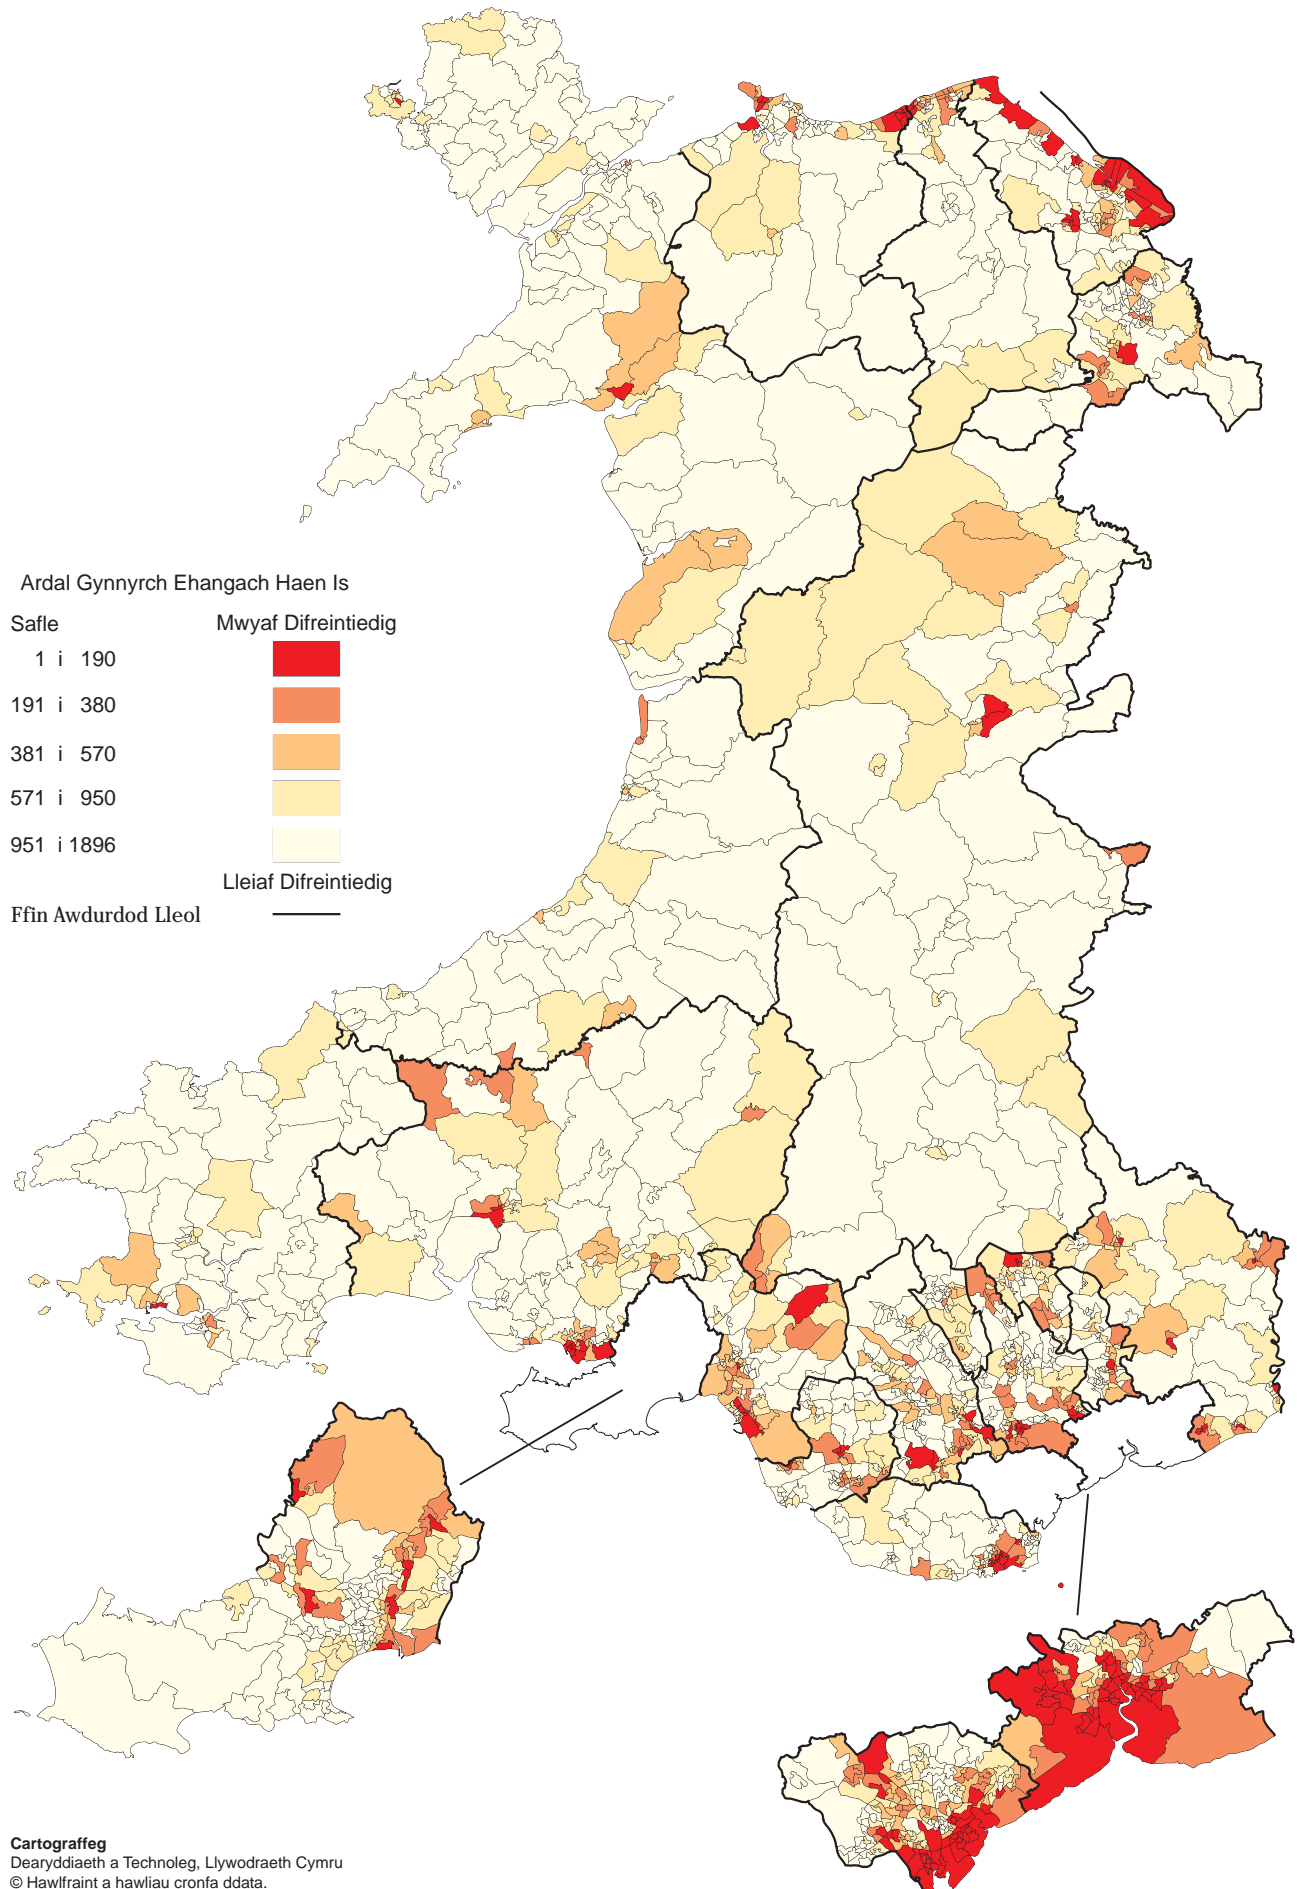 Ardal Gynnyrch Ehangach Haen Is
Safle Mwyaf Difreintiedig
1 i 190
191 i 380
381 i 570
571 i 950
951 i 1896
Lleiaf Difreintiedig
Ffin Awdurdod Lleol
Cartograffeg
Dearyddiaeth a Technoleg, Llywodraeth Cymru
© Hawlfraint a hawliau cronfa ddata.